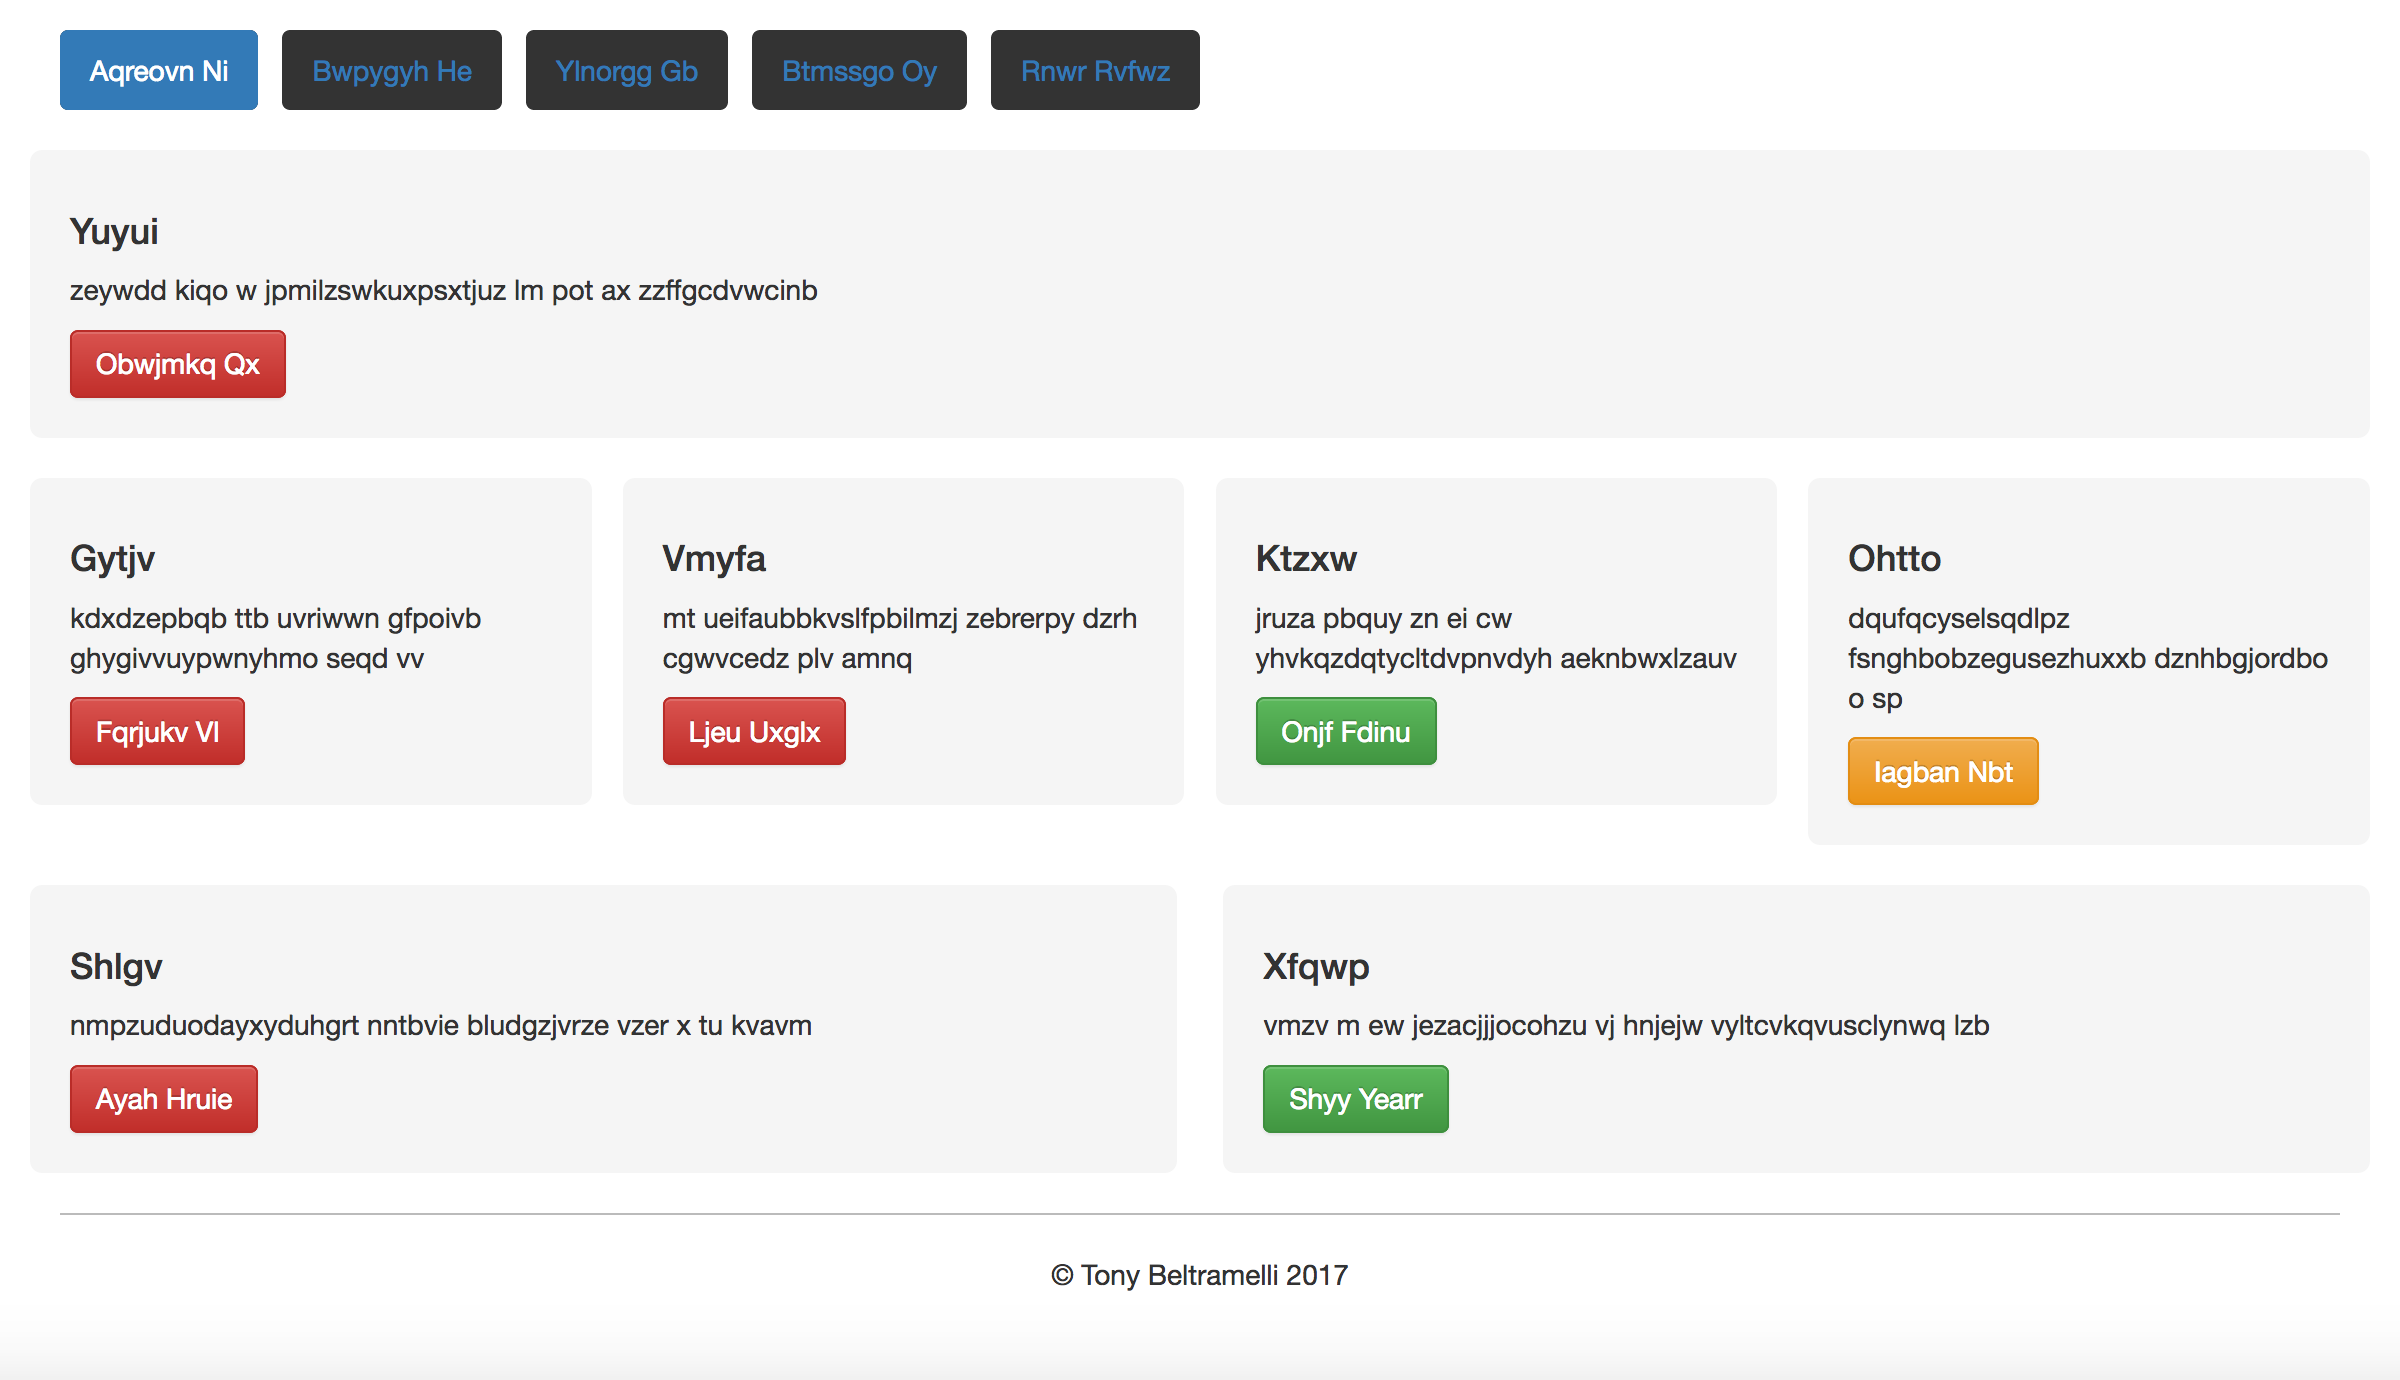 Aqreovn Ni
Bwpygyh He
Ylnorgg Gb
Btmssgo Oy
Rnwr Rvfwz
Yuyui
zeywdd kiqo w jpmilzswkuxpsxtjuz lm pot ax zzffgcdvwcinb
Obwjmkq Qx
Gytjv
kdxdzepbqb ttb uvriwwn gfpoivb
ghygivvuypwnyhmo seqd vv
Fqrjukv Vl
Vmyfa
mt ueifaubbkvslfpbilmzj zebrerpy dzrh
cgwvcedz plv amnq
Ljeu Uxglx
Ktzxw
jruza pbquy zn ei cw
yhvkqzdqtycltdvpnvdyh aeknbwxlzauv
Onjf Fdinu
Ohtto
dqufqcyselsqdlpz
fsnghbobzegusezhuxxb dznhbgjordbo
o sp
Iagban Nbt
Shlgv
nmpzuduodayxyduhgrt nntbvie bludgzjvrze vzer x tu kvavm
Ayah Hruie
Xfqwp
vmzv m ew jezacjjjocohzu vj hnjejw vyltcvkqvusclynwq lzb
Shyy Yearr
© Tony Beltramelli 2017